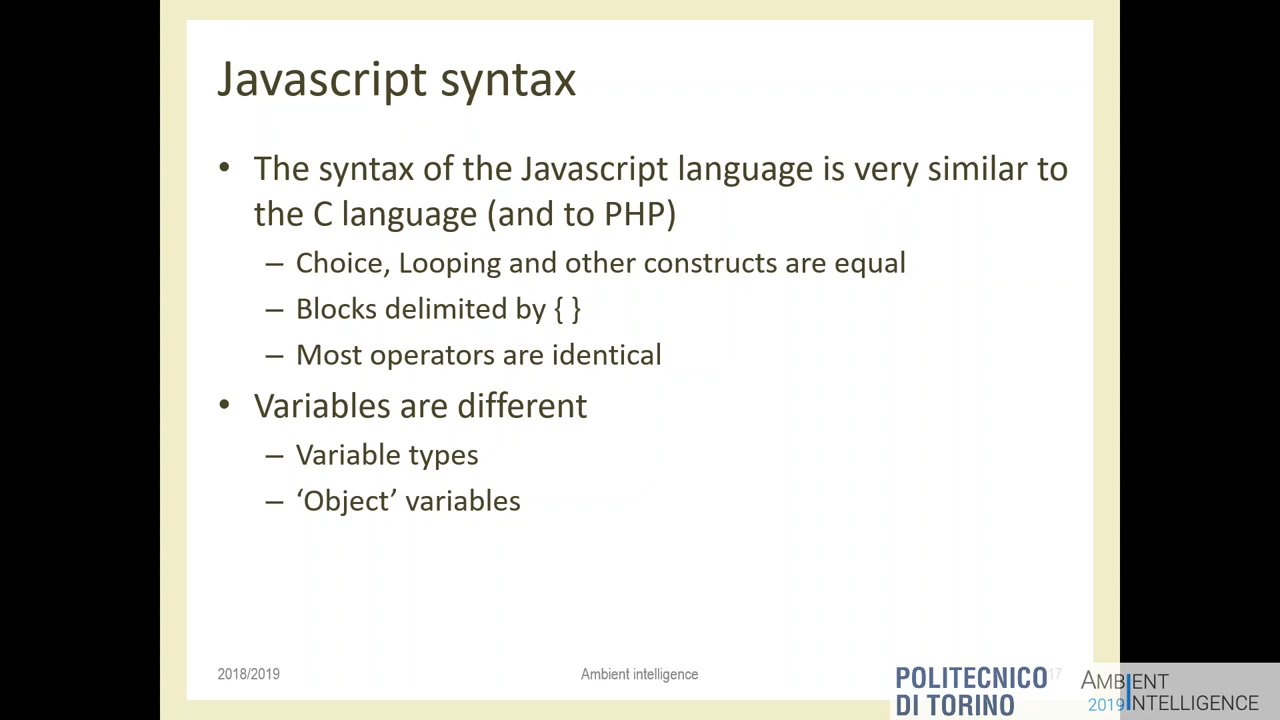 Javascript syntax
• The syntax of the Javascript language is very similar to
the C language (and to PHP)
– Choice, Looping and other constructs are equal
– Blocks delimited by { }
– Most operators are identical
• Variables are different
– Variable types
– ‘Object’ variables
2018/2019
Ambient intelligence
17
POLITECNICO
DI TORINO
AMBIENT
2019 INTELLIGENCE